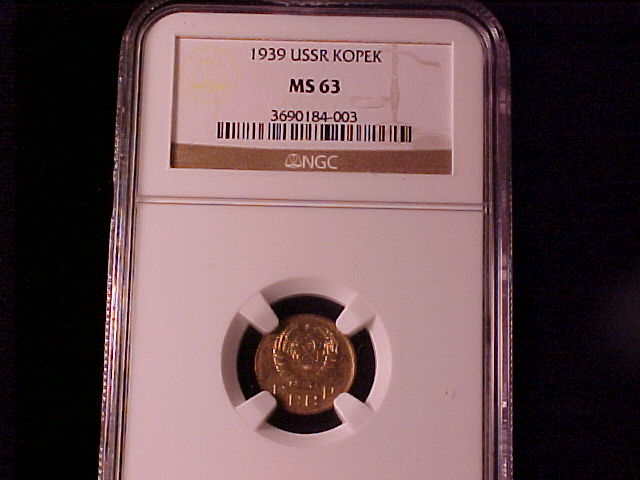 1939 USSR KOPEK
MS 63
3690184-003
NGC